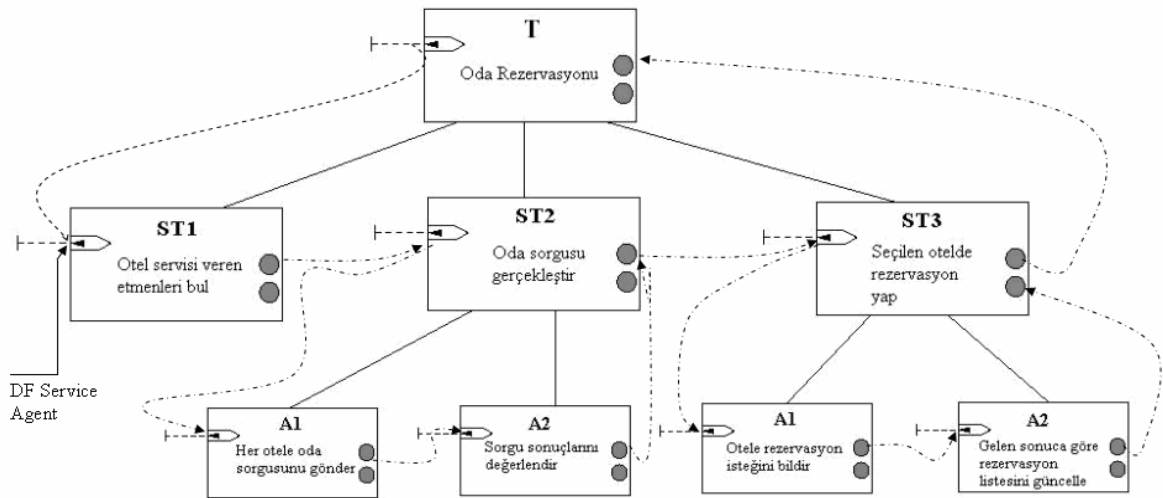 T
Oda Rezervasyonu
ST1
Otel servisi veren
etmenleri bul
ST2
Oda sorgusu
gerçekleştir
ST3
Seçilen otelde
rezervasyon
yap
DF Service
Agent
A1
Her otele oda
sorgusunu gönder
A2
Sorgu sonuçlarını
değerlendir
A1
Otele rezervasyon
isteğini bildir
A2
Gelen sonuca göre
rezervasyon
listesini güncelle